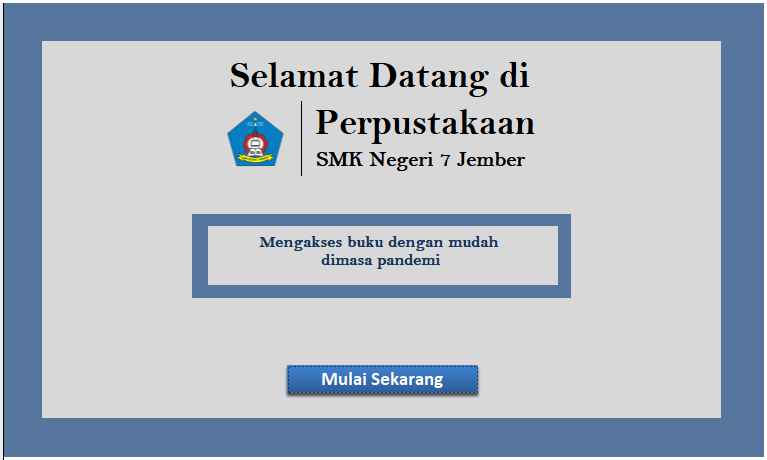 Selamat Datang di
Perpustakaan
SMK Negeri 7 Jember
Mengakses buku dengan mudah
dimasa pandemi
Mulai Sekarang